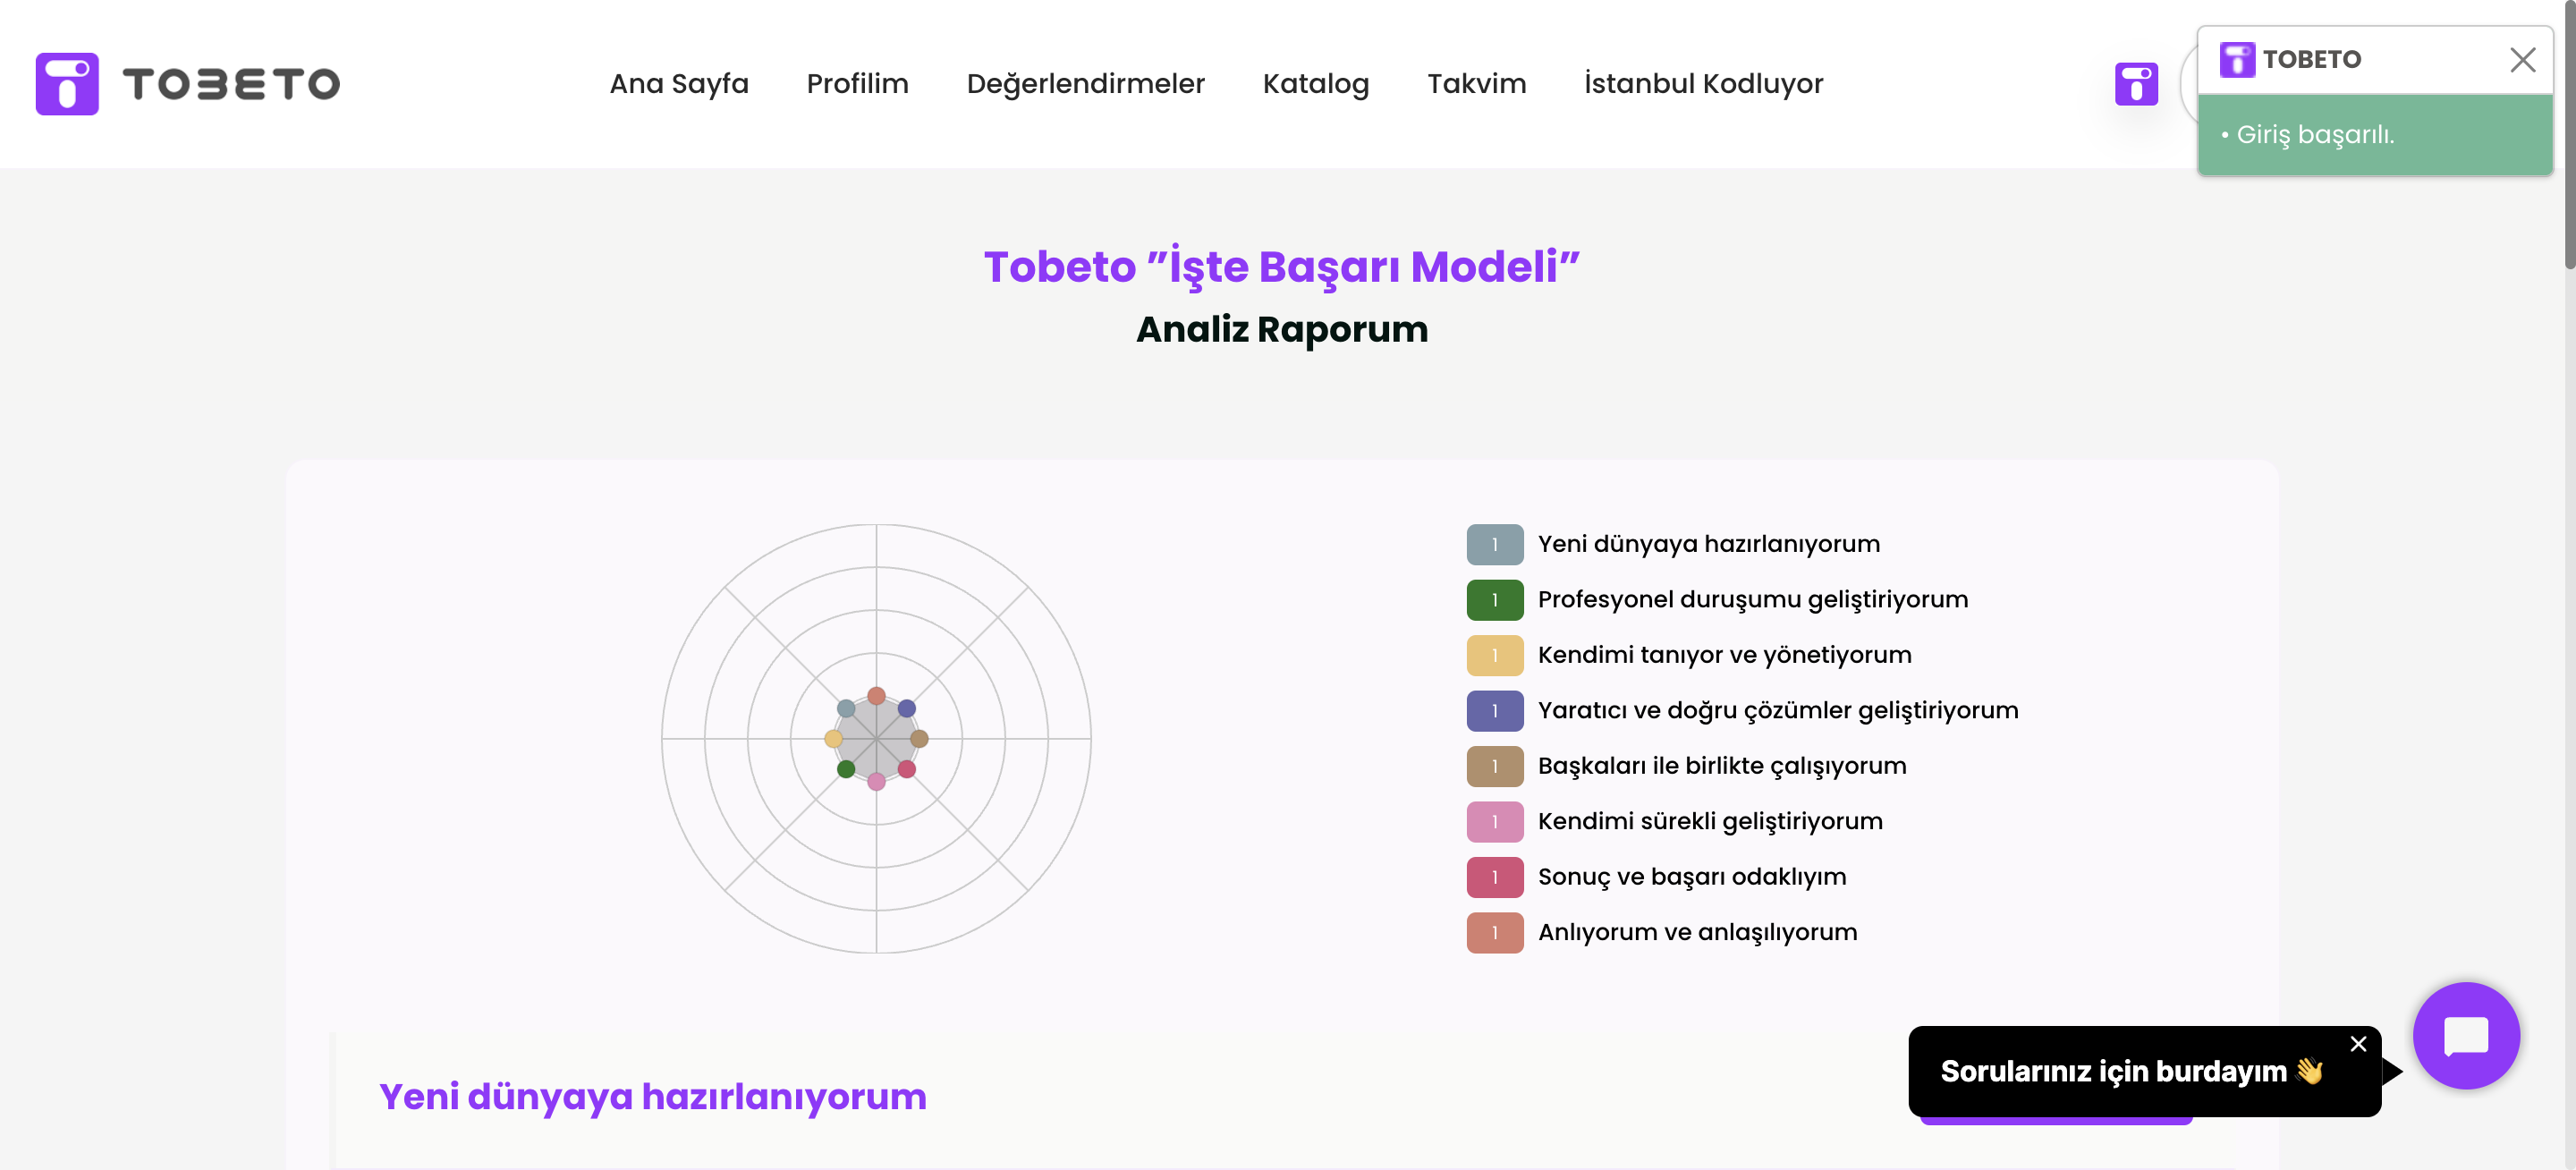 TOBETO
Ana Sayfa
Profilim
Değerlendirmeler
Katalog
Takvim
İstanbul Kodluyor
TOBETO
• Giriş başarılı.
Tobeto ”İşte Başarı Modeli”
Analiz Raporum
1 Yeni dünyaya hazırlanıyorum
1 Profesyonel duruşumu geliştiriyorum
1 Kendimi tanıyor ve yönetiyorum
1 Yaratıcı ve doğru çözümler geliştiriyorum
1 Başkaları ile birlikte çalışıyorum
1 Kendimi sürekli geliştiriyorum
1 Sonuç ve başarı odaklıyım
1 Anlıyorum ve anlaşılıyorum
Yeni dünyaya hazırlanıyorum
Sorularınız için burdayım 👋